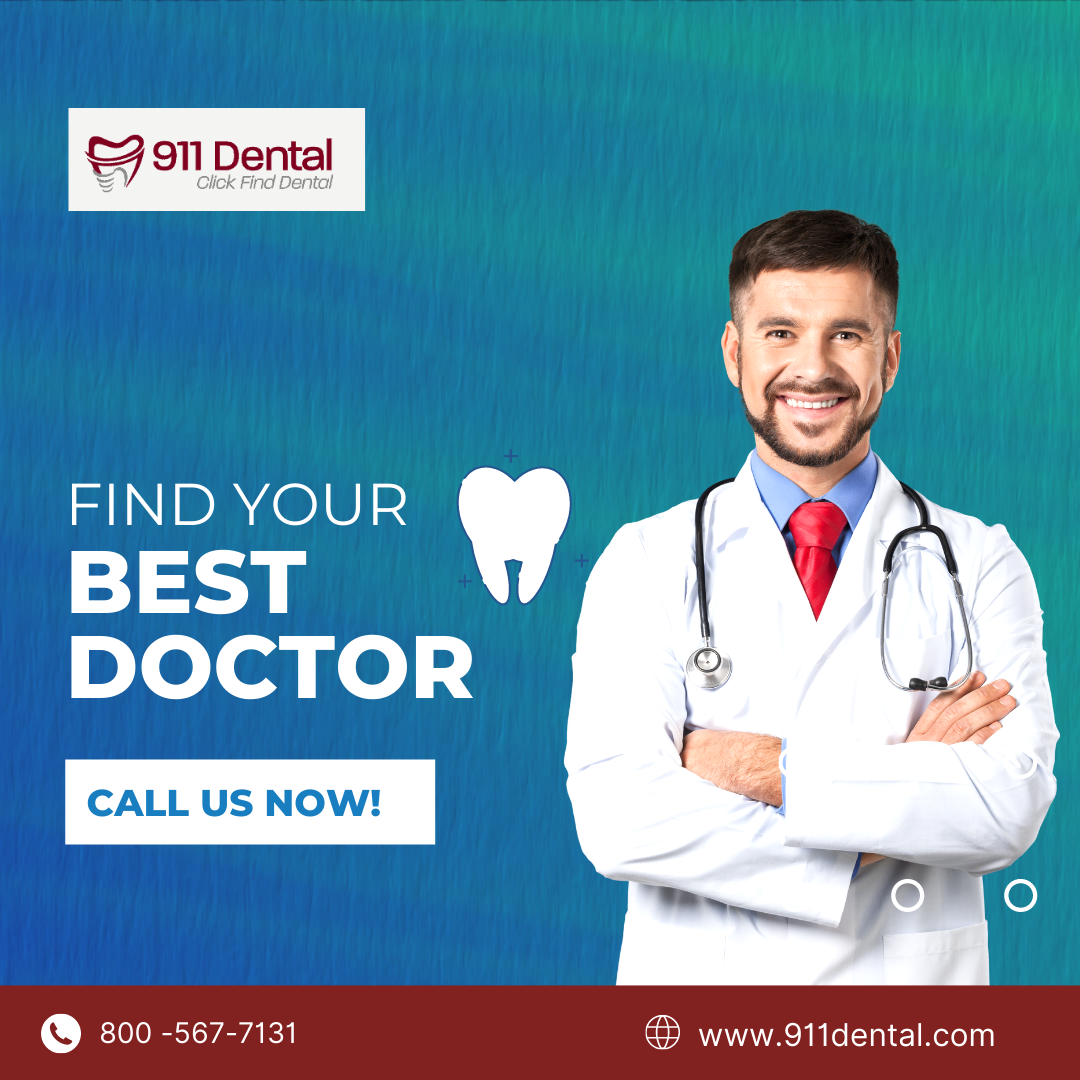 911 Dental
Click Find Dental
FIND YOUR
BEST
DOCTOR
CALL US NOW!
800 -567-7131
www.911dental.com